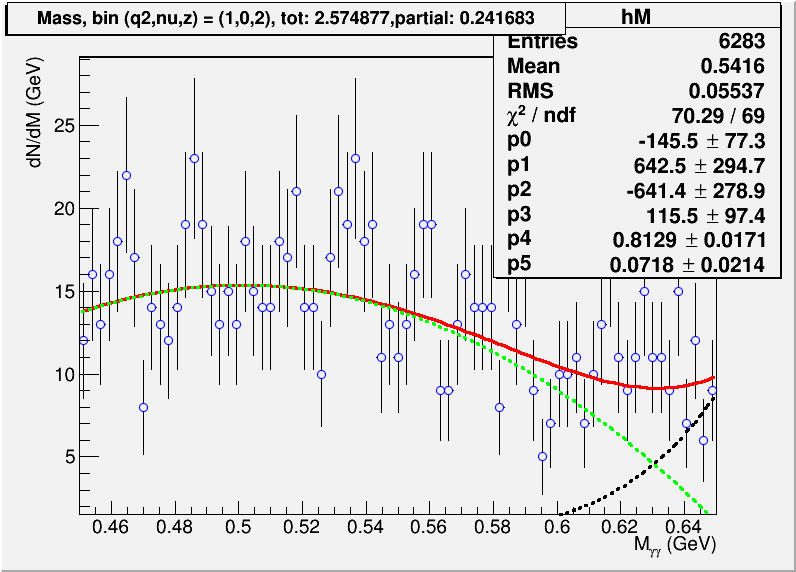 Mass, bin (q2,nu,z) = (1,0,2), tot: 2.574877,partial: 0.241683
hM
Entries 6283
Mean 0.5416
RMS 0.05537
χ² / ndf 70.29 / 69
p0 -145.5 ± 77.3
p1 642.5 ± 294.7
p2 -641.4 ± 278.9
p3 115.5 ± 97.4
p4 0.8129 ± 0.0171
p5 0.0718 ± 0.0214
dN/dM (GeV)
25
20
15
10
5
0.46 0.48 0.5 0.52 0.54 0.56 0.58 0.6 0.62 0.64
Mγγ (GeV)